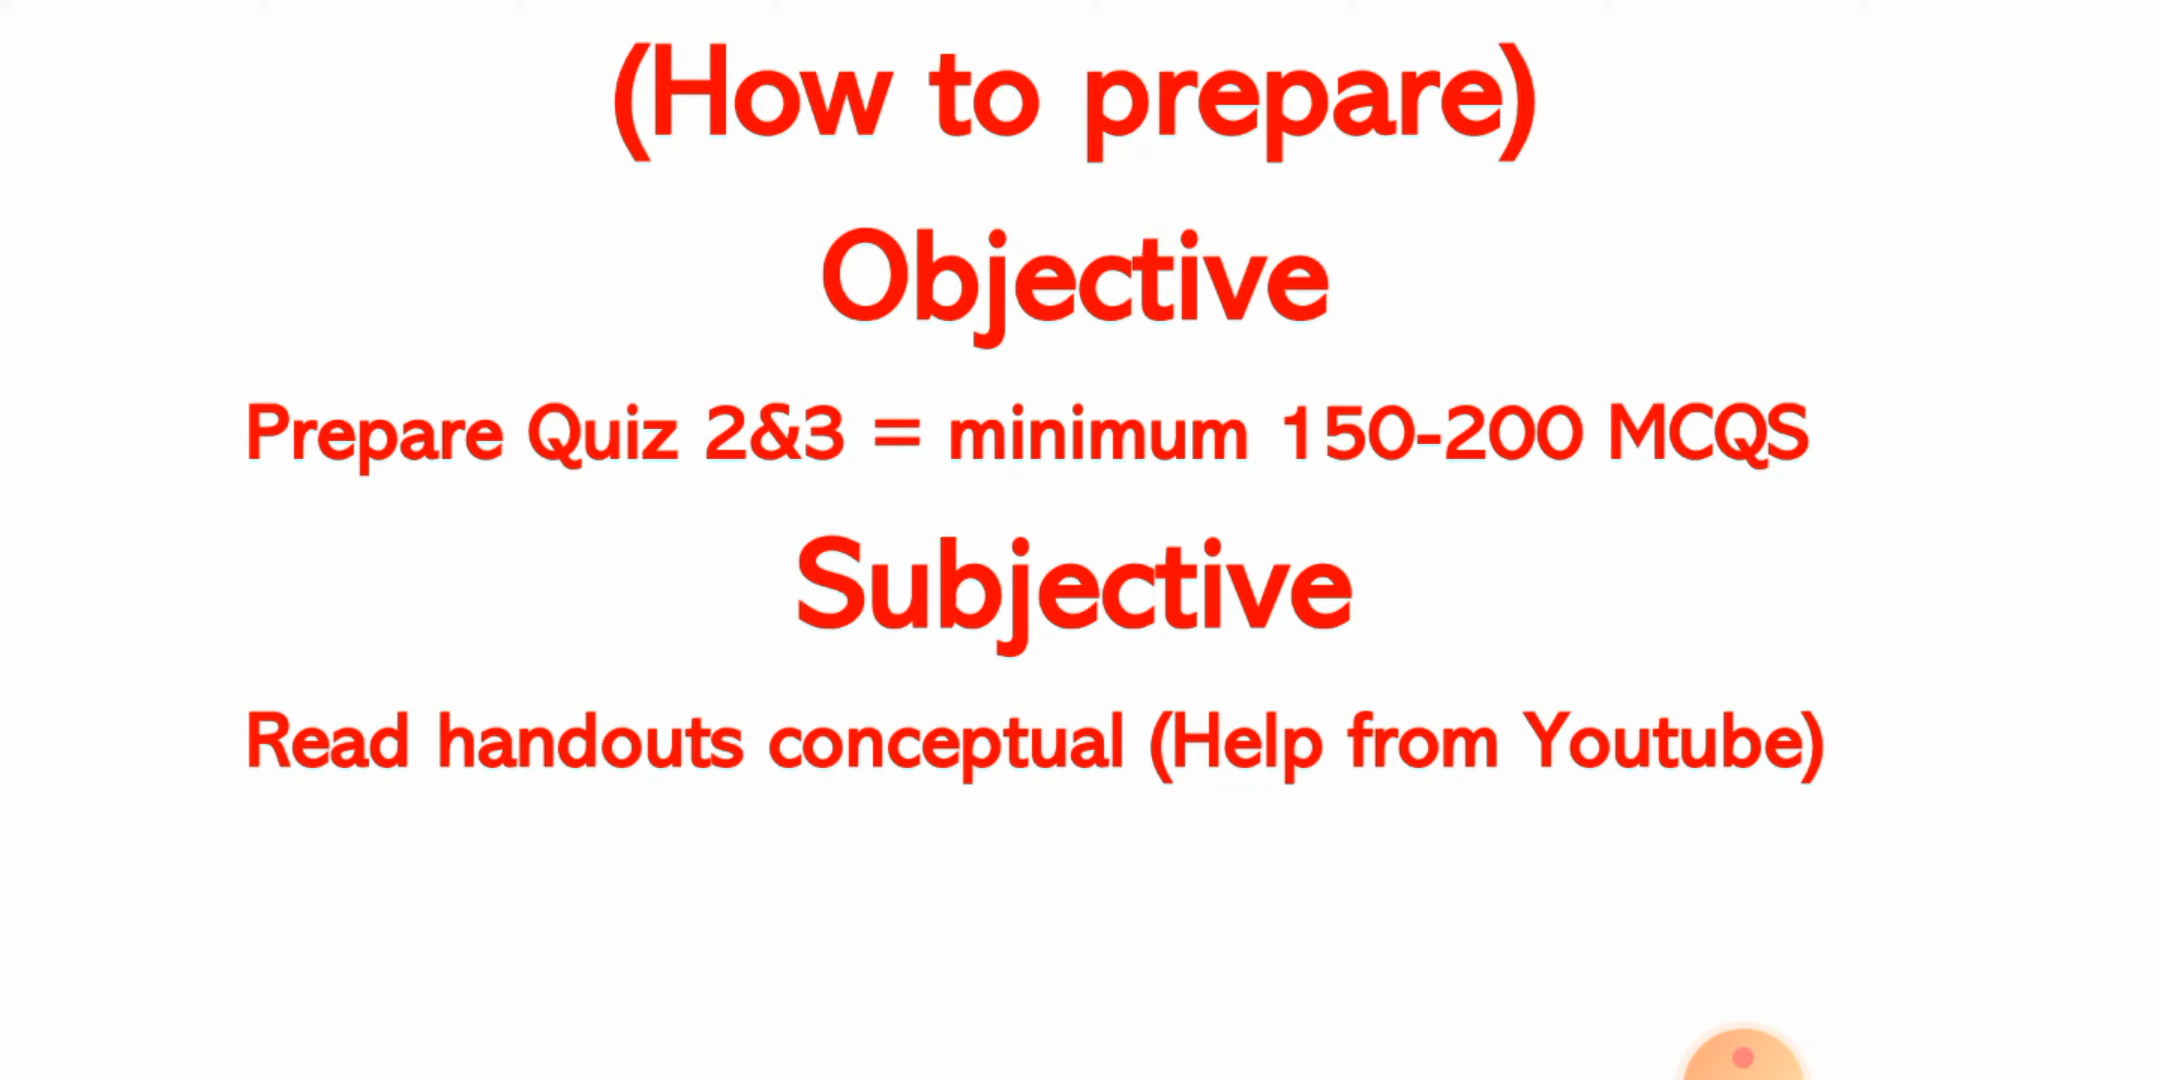 (How to prepare)
Objective
Prepare Quiz 2&3 = minimum 150-200 MCQS
Subjective
Read handouts conceptual (Help from Youtube)